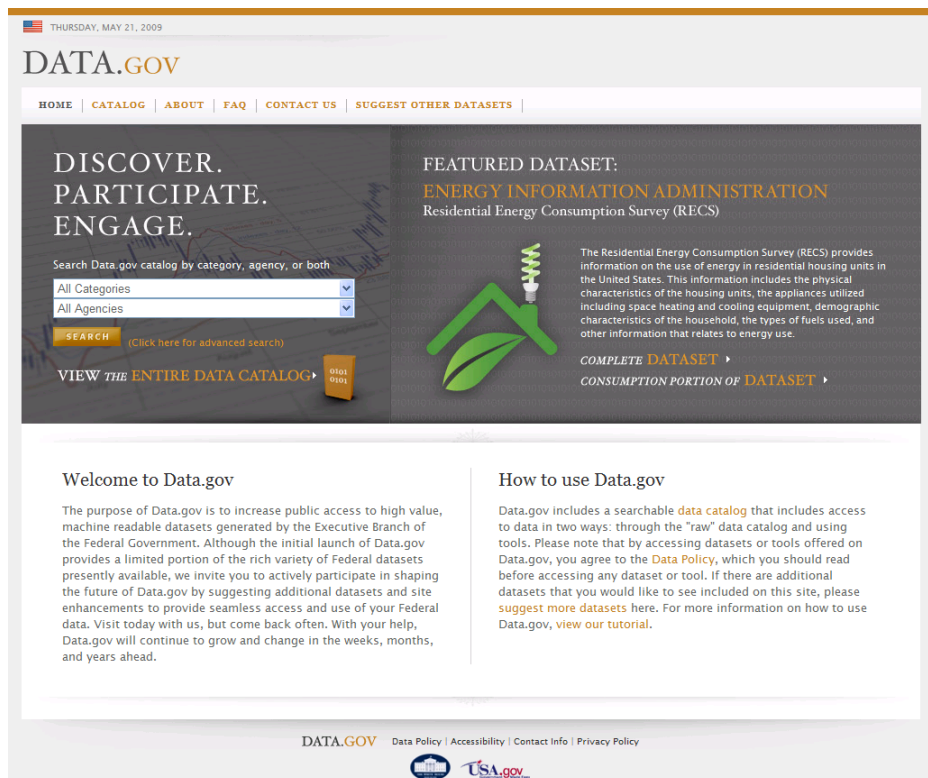 THURSDAY, MAY 21, 2009
DATA.GOV
HOME | CATALOG | ABOUT | FAQ | CONTACT US | SUGGEST OTHER DATASETS |
DISCOVER.
PARTICIPATE.
ENGAGE.
Search Data.gov catalog by category, agency, or both
All Categories
All Agencies
SEARCH
(Click here for advanced search)
VIEW THE ENTIRE DATA CATALOG
0101
0101
FEATURED DATASET:
ENERGY INFORMATION ADMINISTRATION
Residential Energy Consumption Survey (RECS)
The Residential Energy Consumption Survey (RECS) provides
information on the use of energy in residential housing units in
the United States. This information includes the physical
characteristics of the housing units, the appliances utilized
including space heating and cooling equipment, demographic
characteristics of the household, the types of fuels used, and
other information that relates to energy use.
COMPLETE DATASET
CONSUMPTION PORTION OF DATASET
Welcome to Data.gov
The purpose of Data.gov is to increase public access to high value,
machine readable datasets generated by the Executive Branch of
the Federal Government. Although the initial launch of Data.gov
provides a limited portion of the rich variety of Federal datasets
presently available, we invite you to actively participate in shaping
the future of Data.gov by suggesting additional datasets and site
enhancements to provide seamless access and use of your Federal
data. Visit today with us, but come back often. With your help,
Data.gov will continue to grow and change in the weeks, months,
and years ahead.
How to use Data.gov
Data.gov includes a searchable data catalog that includes access
to data in two ways: through the "raw" data catalog and using
tools. Please note that by accessing datasets or tools offered on
Data.gov, you agree to the Data Policy, which you should read
before accessing any dataset or tool. If there are additional
datasets that you would like to see included on this site, please
suggest more datasets here. For more information on how to use
Data.gov, view our tutorial.
DATA.GOV Data Policy | Accessibility | Contact Info | Privacy Policy
USA.gov